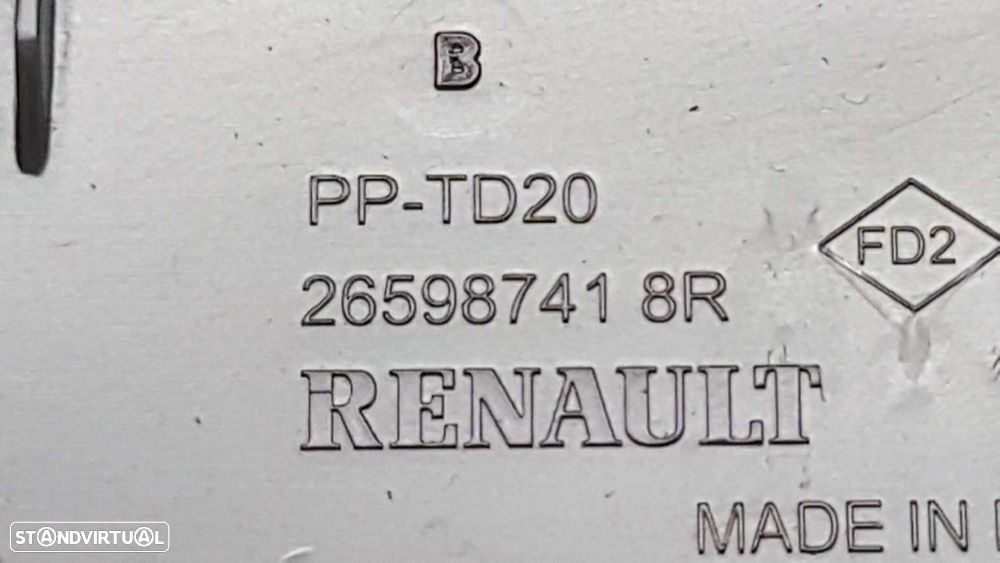 B
PP-TD20
26598741 8R
FD2
RENAULT
MADE IN
STANDVIRTUAL